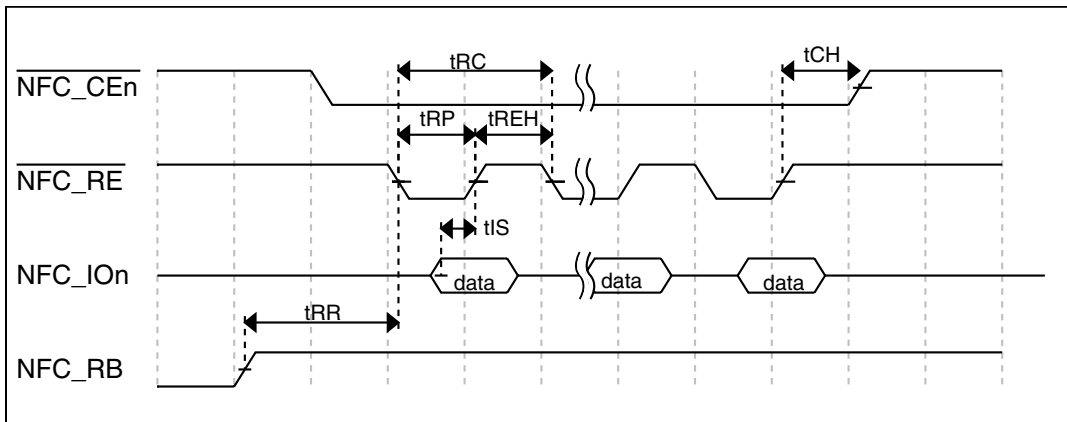 tRC
tCH
NFC_CEn
tRP
tREH
NFC_RE
tIS
NFC_IOn
data
data
data
tRR
NFC_RB